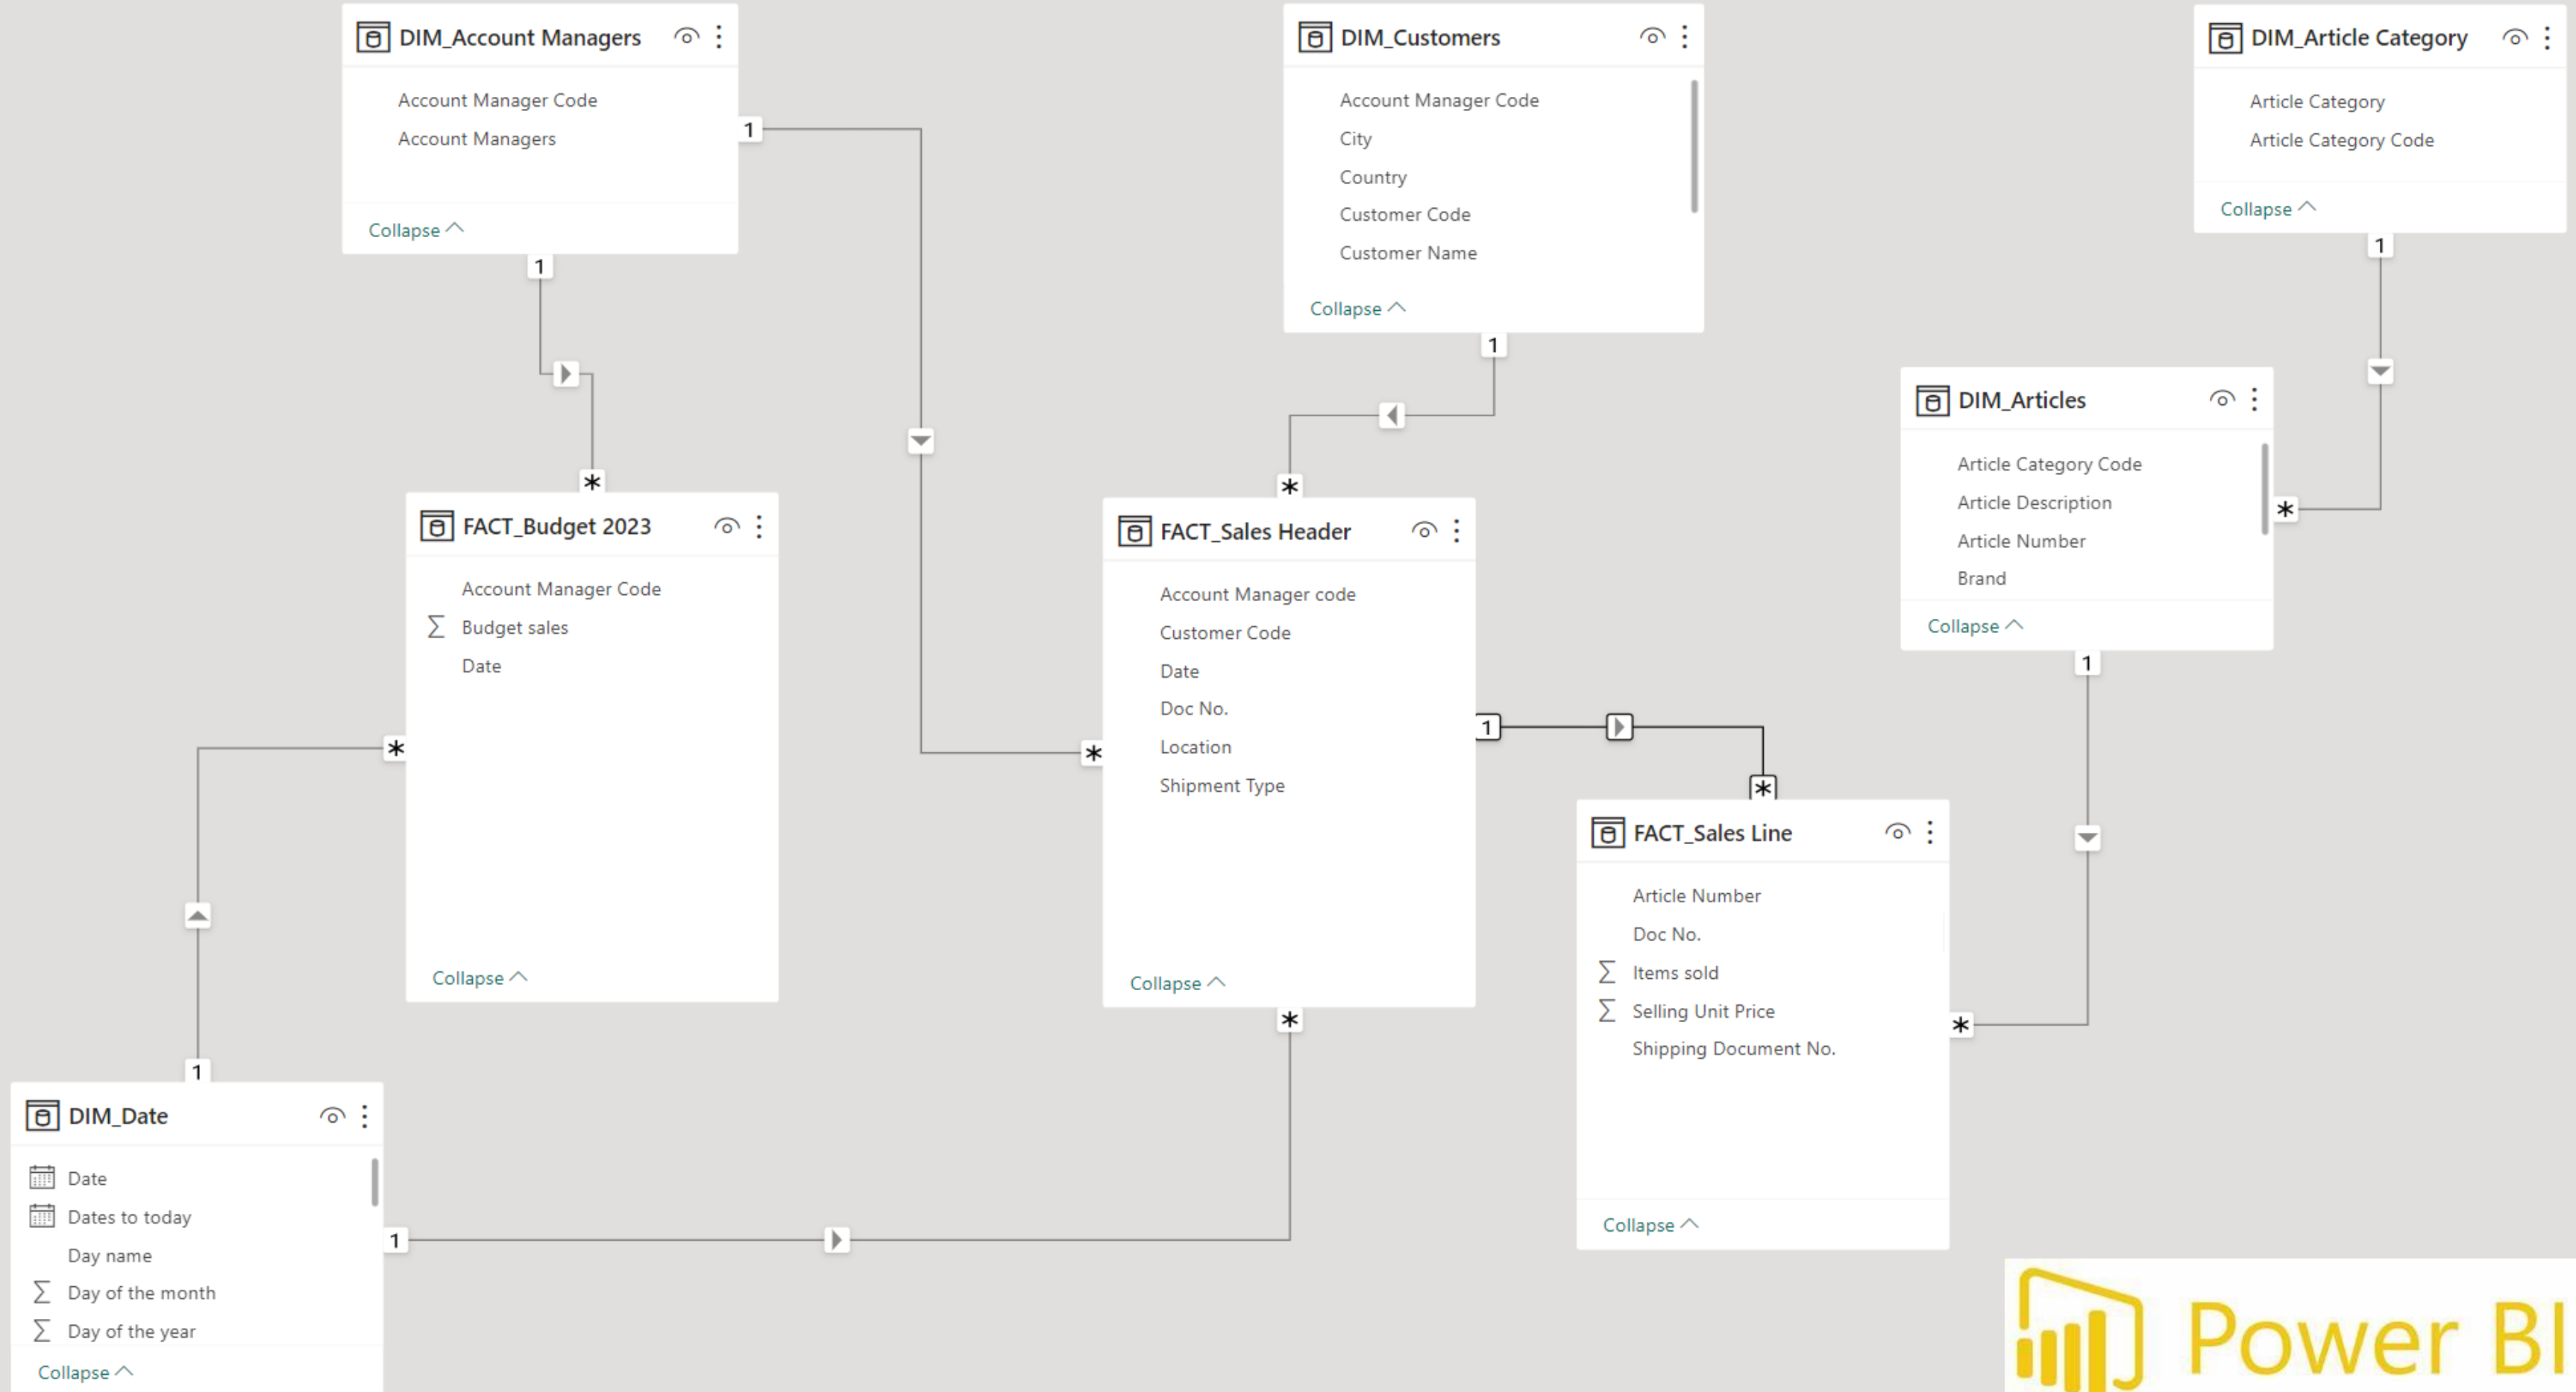 DIM_Account Managers
Account Manager Code
Account Managers
Collapse
1
1
DIM_Customers
Account Manager Code
City
Country
Customer Code
Customer Name
Collapse
1
DIM_Article Category
Article Category
Article Category Code
Collapse
1
DIM_Articles
Article Category Code
Article Description
Article Number
Brand
Collapse
*
1
*
FACT_Budget 2023
Account Manager Code
Σ Budget sales
Date
Collapse
*
*
FACT_Sales Header
Account Manager code
Customer Code
Date
Doc No.
Location
Shipment Type
Collapse
*
1
*
*
FACT_Sales Line
Article Number
Doc No.
Σ Items sold
Σ Selling Unit Price
Shipping Document No.
Collapse
*
1
DIM_Date
Date
Dates to today
Day name
Σ Day of the month
Σ Day of the year
Collapse
1
Power BI